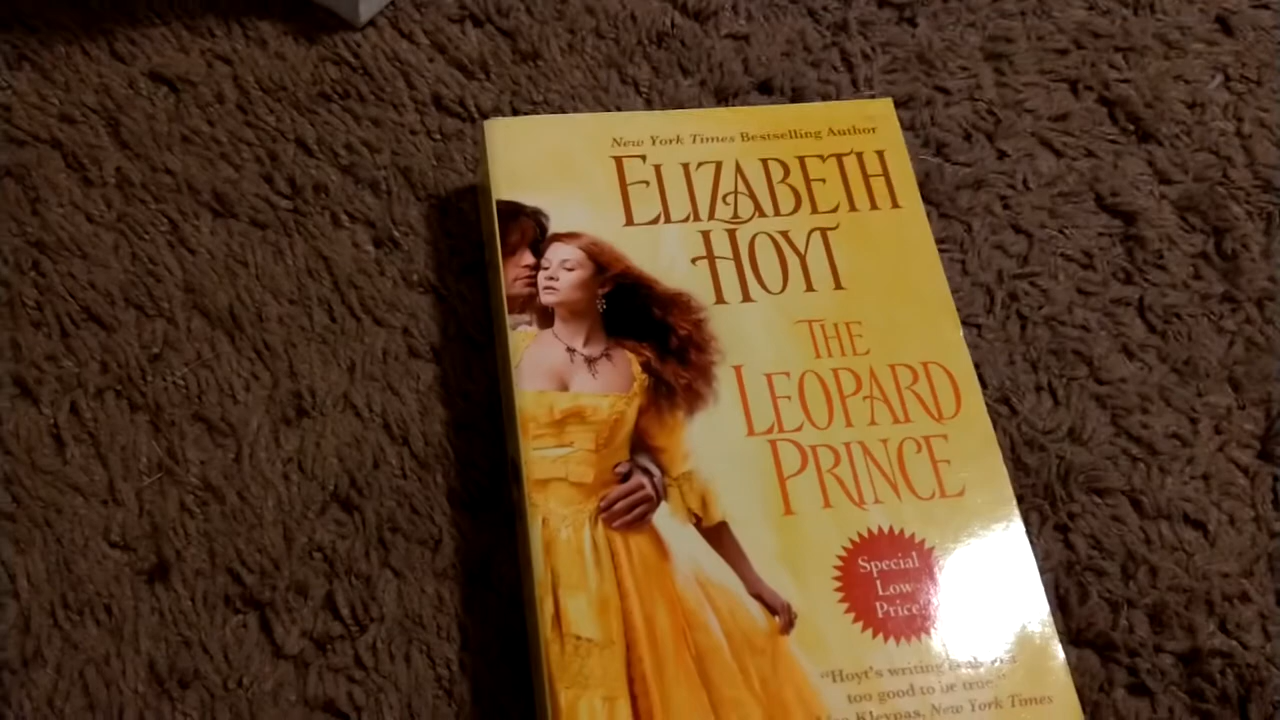 New York Times Bestselling Author
ELIZABETH
HOYT
THE
LEOPARD
PRINCE
Special
Low
Price!
"Hoyt's writing is
too good to be true."
Kleypas, New York Times